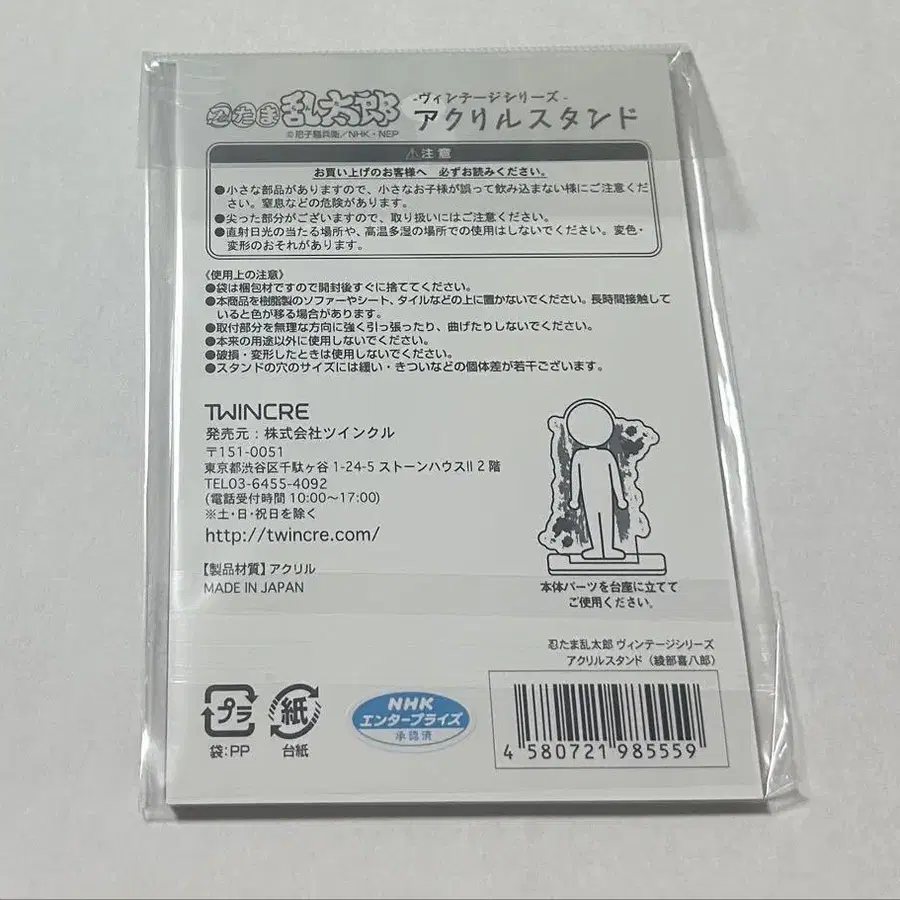 忍たま乱太郎
-ヴィンテージシリーズ-
アクリルスタンド
©尼子騒兵衛／NHK・NEP
⚠注意
お買い上げのお客様へ 必ずお読みください。
●小さな部品がありますので、小さなお子様が誤って飲み込まない様にご注意くだ
さい。窒息などの危険があります。
●尖った部分がございますので、取り扱いにはご注意ください。
●直射日光の当たる場所や、高温多湿の場所での使用はしないでください。変色・
変形のおそれがあります。
《使用上の注意》
●袋は梱包材ですので開封後すぐに捨ててください。
●本商品を樹脂製のソファーやシート、タイルなどの上に置かないでください。長時間接触して
いると色が移る場合があります。
●取付部分を無理な方向に強く引っ張ったり、曲げたりしないでください。
●本来の用途以外に使用しないでください。
●破損・変形したときは使用しないでください。
●スタンドの穴のサイズには緩い・きついなどの個体差が若干ございます。
TWINCRE
発売元：株式会社ツインクル
〒151-0051
東京都渋谷区千駄ヶ谷1-24-5 ストーンハウスII 2階
TEL03-6455-4092
(電話受付時間 10:00〜17:00)
※土・日・祝日を除く
http://twincre.com/
【製品材質】アクリル
MADE IN JAPAN
本体パーツを台座に立てて
ご使用ください。
忍たま乱太郎 ヴィンテージシリーズ
アクリルスタンド（綾部喜八郎）
プラ
袋：PP
紙
台紙
NHK
エンタープライズ
承認済
4 580721 985559